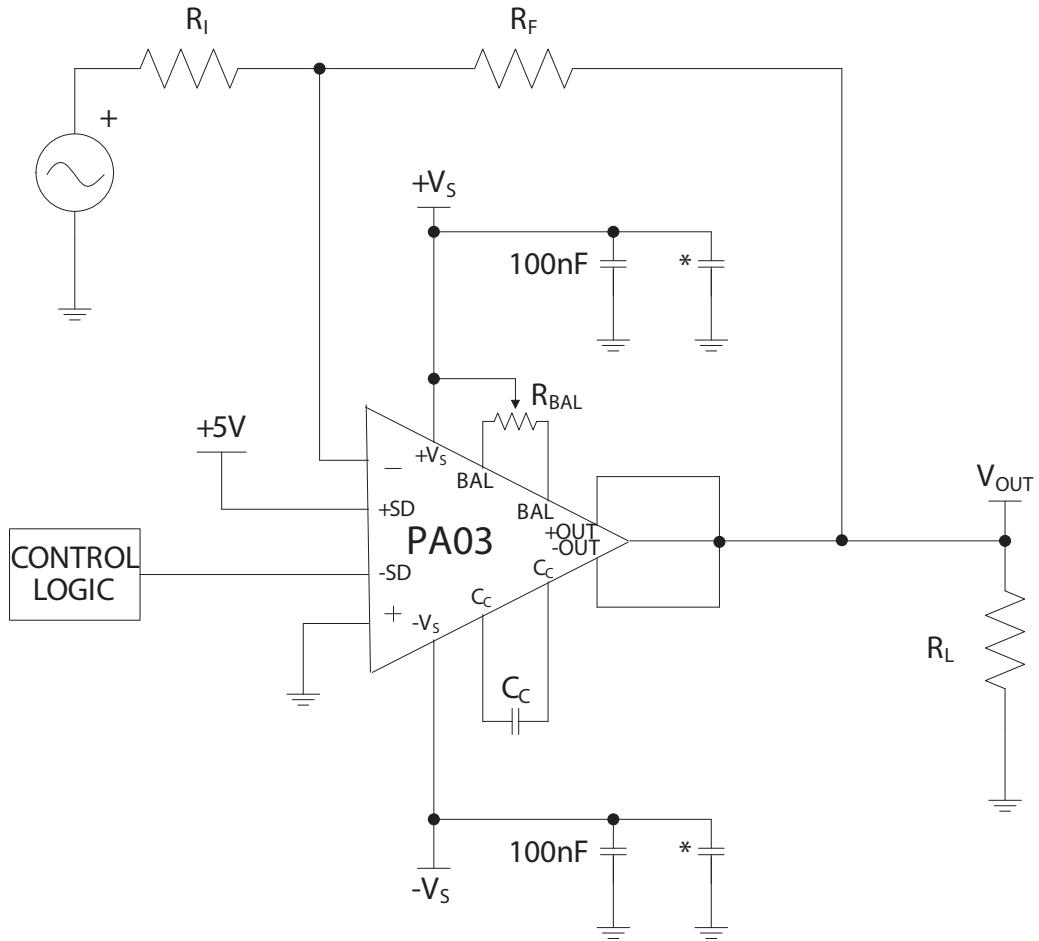 R_I
R_F
+
+V_S
100nF
*
R_BAL
+5V
+V_S
−
BAL
BAL
V_OUT
+SD
+OUT
PA03
-OUT
CONTROL
LOGIC
-SD
C_C
C_C
+
-V_S
R_L
C_C
100nF
*
-V_S